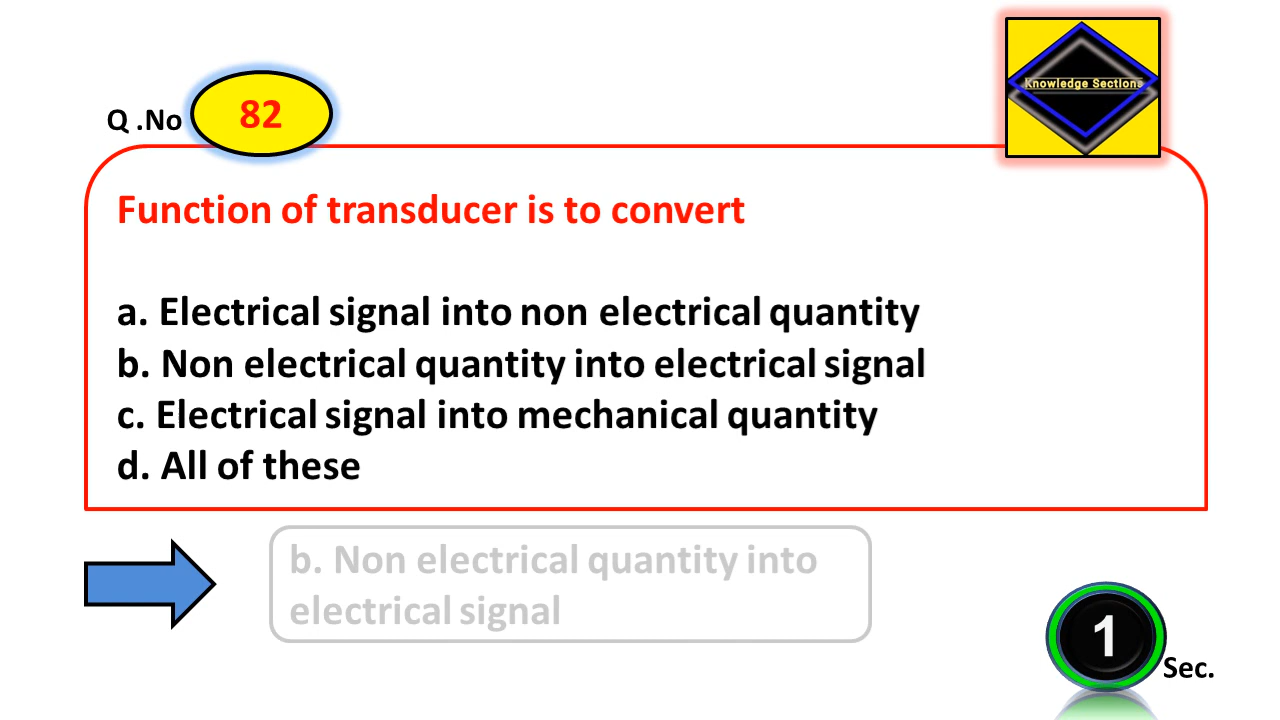 Knowledge Sections
Q .No 82
Function of transducer is to convert
a. Electrical signal into non electrical quantity
b. Non electrical quantity into electrical signal
c. Electrical signal into mechanical quantity
d. All of these
b. Non electrical quantity into
electrical signal
1 Sec.